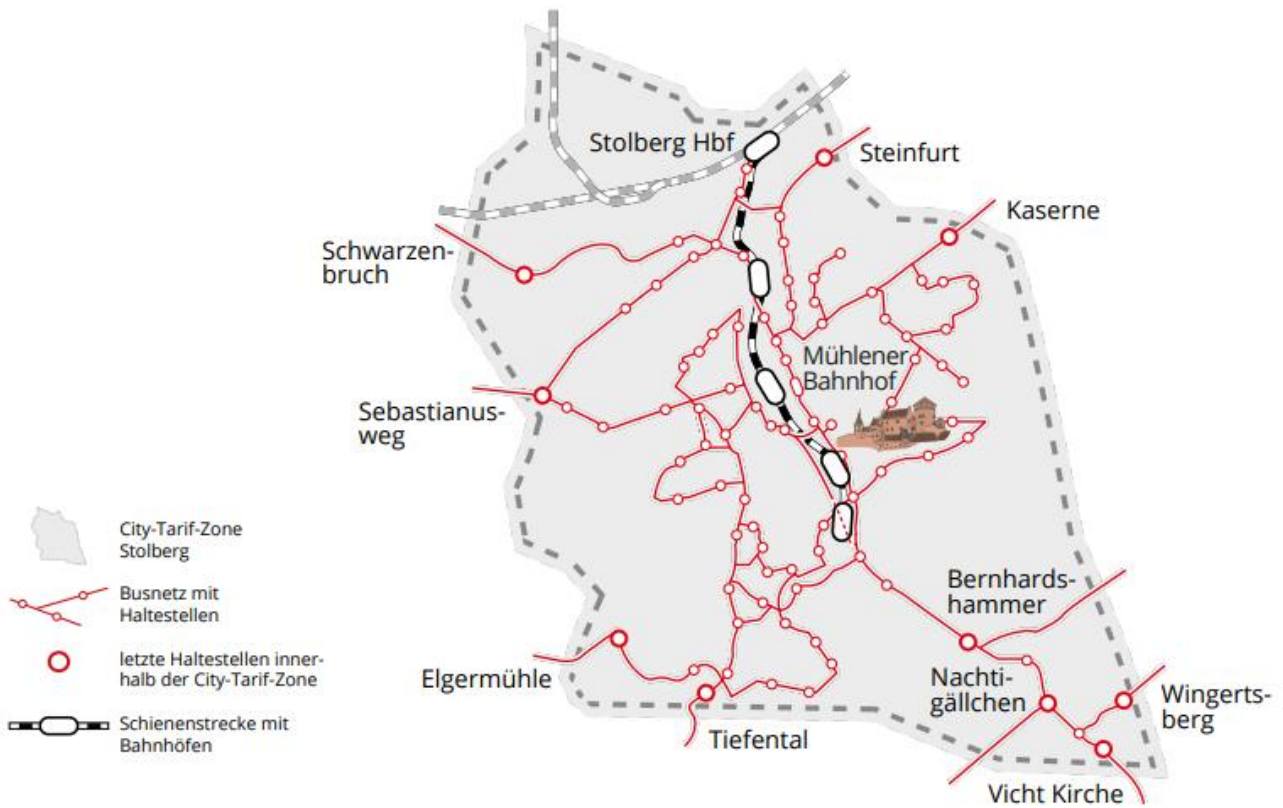 Stolberg Hbf
Steinfurt
Kaserne
Schwarzen-
bruch
Mühlener
Bahnhof
Sebastianus-
weg
City-Tarif-Zone
Stolberg
Busnetz mit
Haltestellen
letzte Haltestellen inner-
halb der City-Tarif-Zone
Schienenstrecke mit
Bahnhöfen
Bernhards-
hammer
Elgermühle
Nachti-
gällchen
Wingerts-
berg
Tiefental
Vicht Kirche